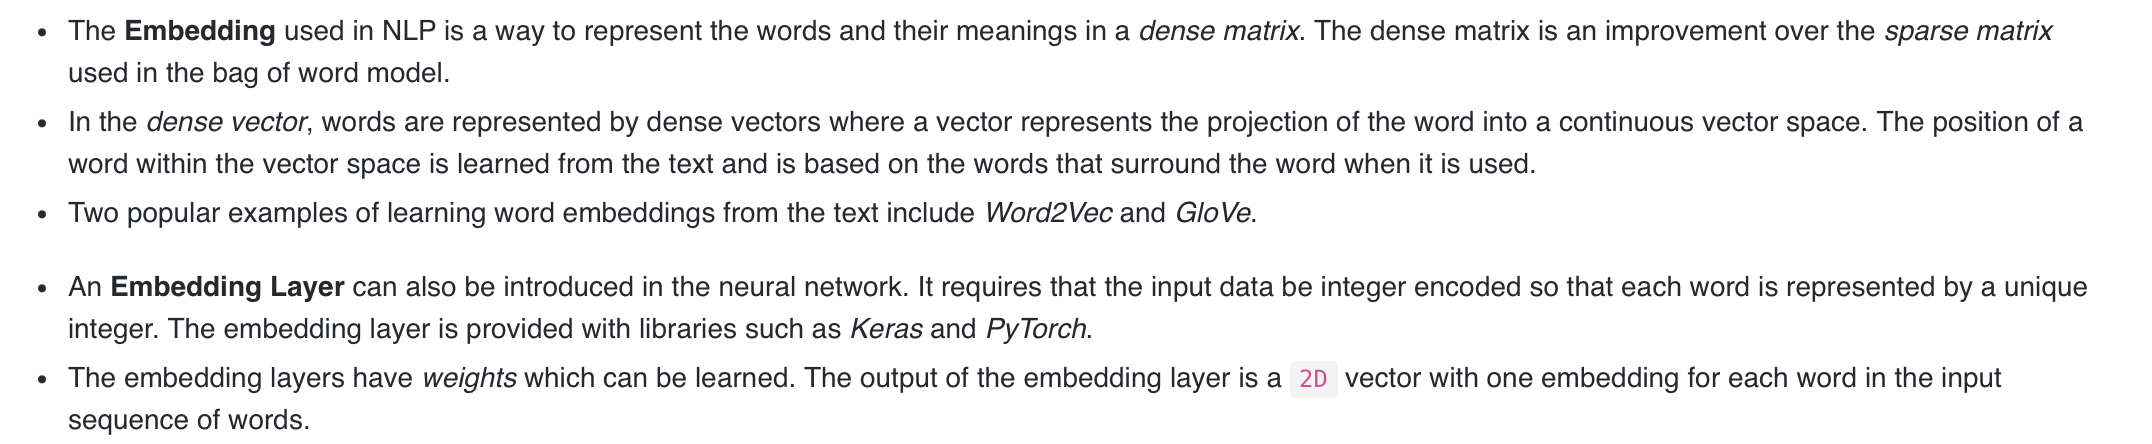 • The Embedding used in NLP is a way to represent the words and their meanings in a dense matrix. The dense matrix is an improvement over the sparse matrix
used in the bag of word model.
• In the dense vector, words are represented by dense vectors where a vector represents the projection of the word into a continuous vector space. The position of a
word within the vector space is learned from the text and is based on the words that surround the word when it is used.
• Two popular examples of learning word embeddings from the text include Word2Vec and GloVe.
• An Embedding Layer can also be introduced in the neural network. It requires that the input data be integer encoded so that each word is represented by a unique
integer. The embedding layer is provided with libraries such as Keras and PyTorch.
• The embedding layers have weights which can be learned. The output of the embedding layer is a 2D vector with one embedding for each word in the input
sequence of words.